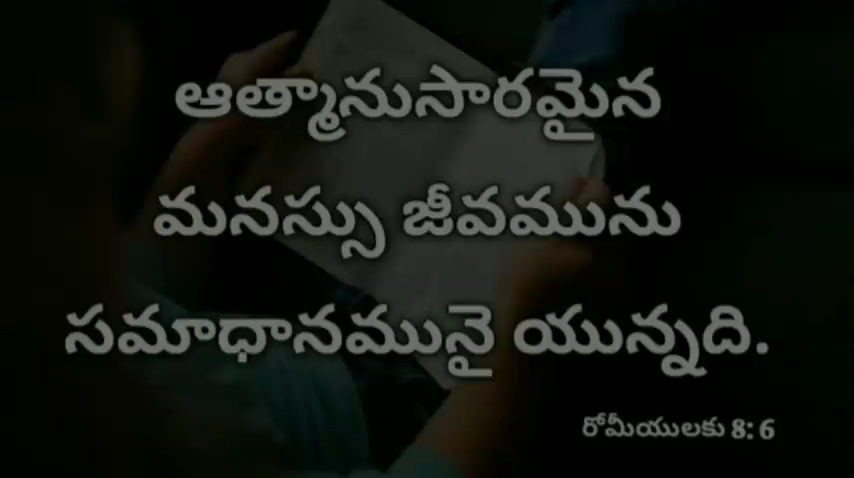 ఆత్మానుసారమైన
మనస్సు జీవమును
సమాధానమునై యున్నది.
రోమీయులకు 8: 6